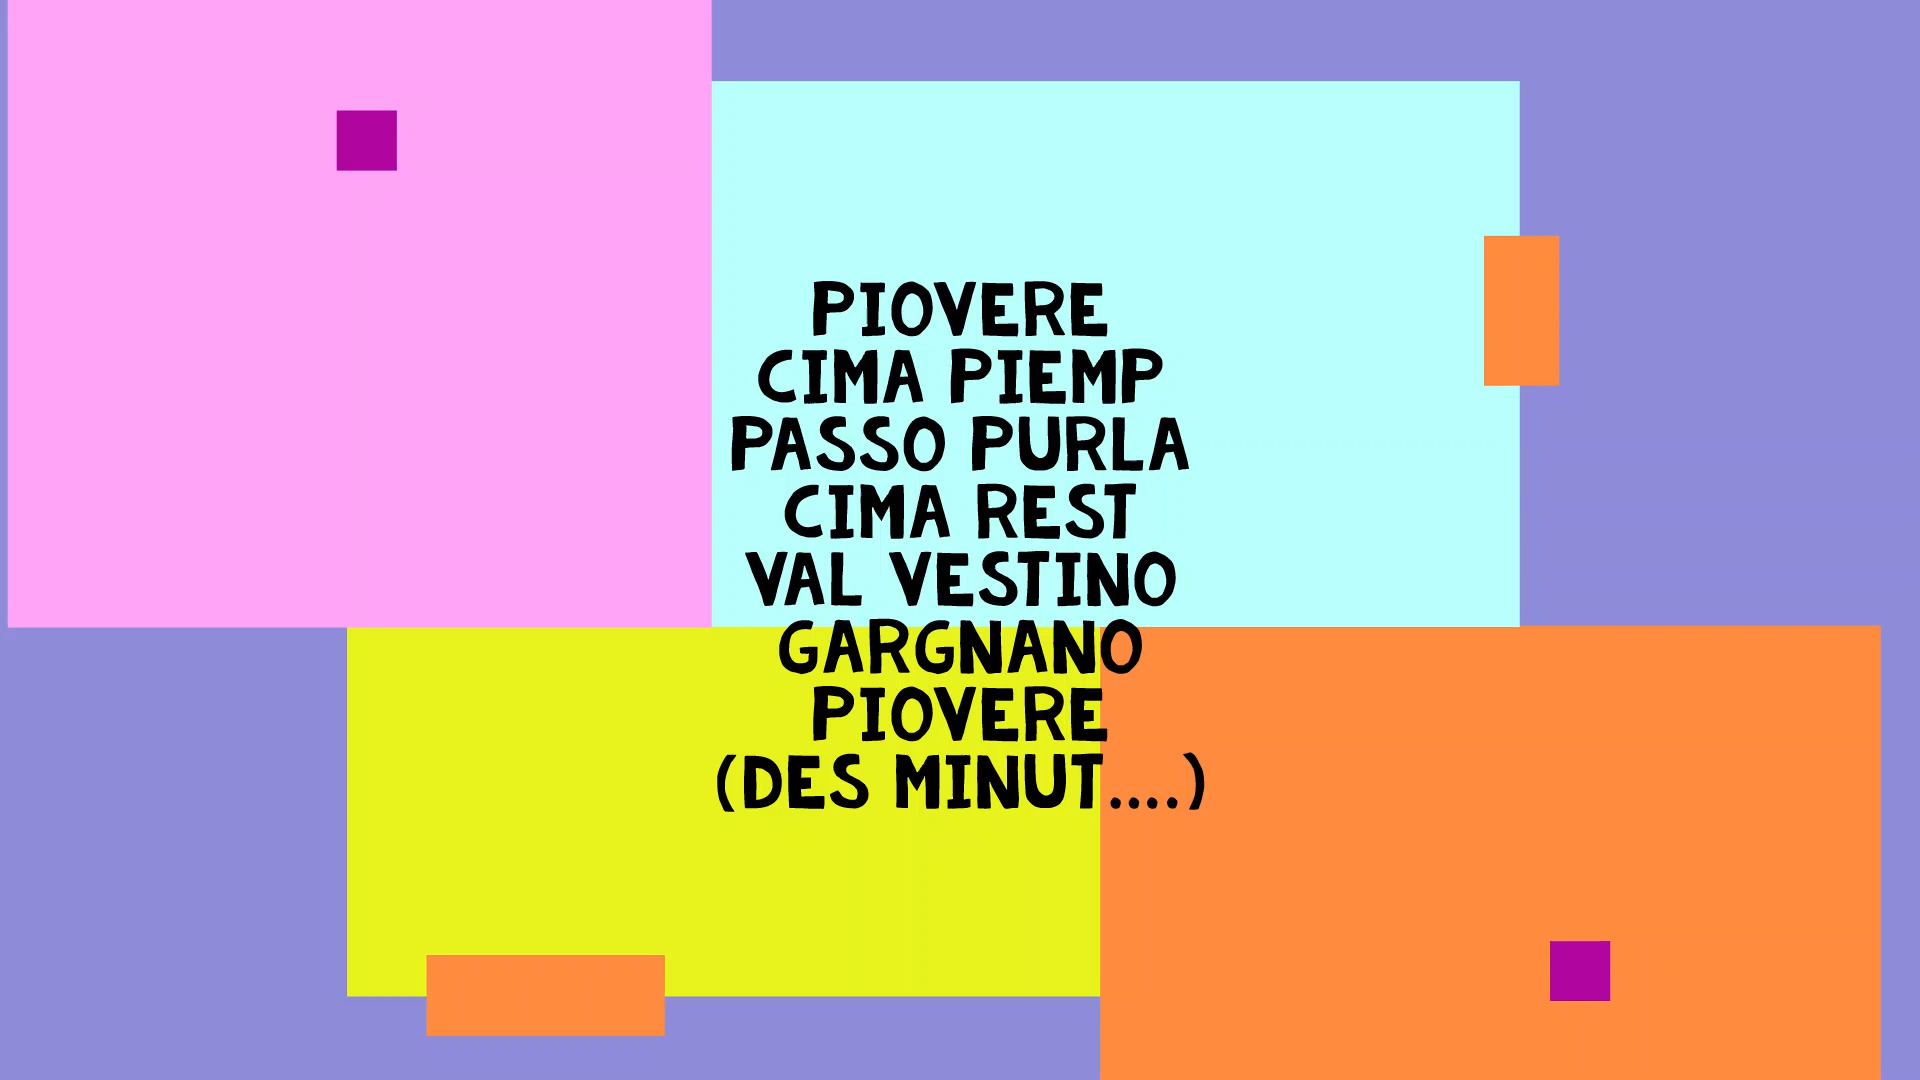 PIOVERE
CIMA PIEMP
PASSO PURLA
CIMA REST
VAL VESTINO
GARGNANO
PIOVERE
(DES MINUT....)